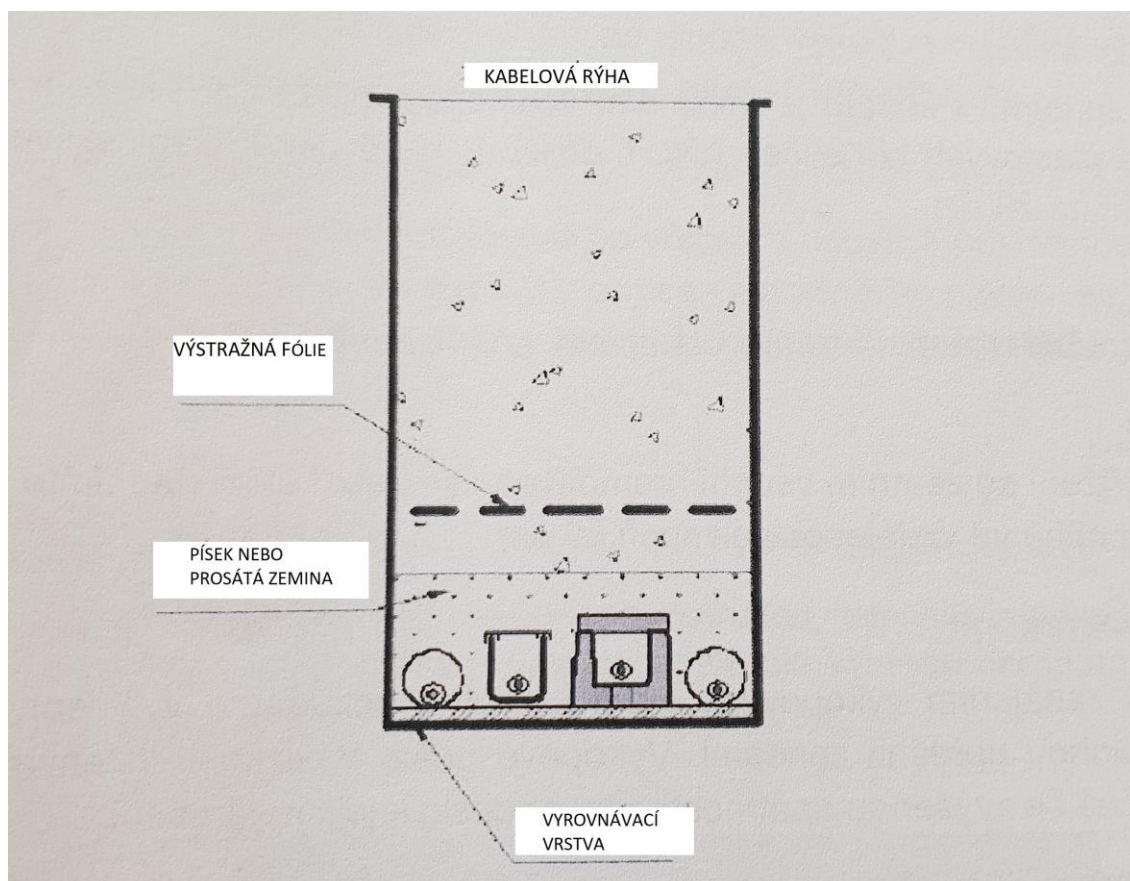 KABELOVÁ RÝHA
VÝSTRAŽNÁ FÓLIE
PÍSEK NEBO
PROSÁTÁ ZEMINA
VYROVNÁVACÍ
VRSTVA